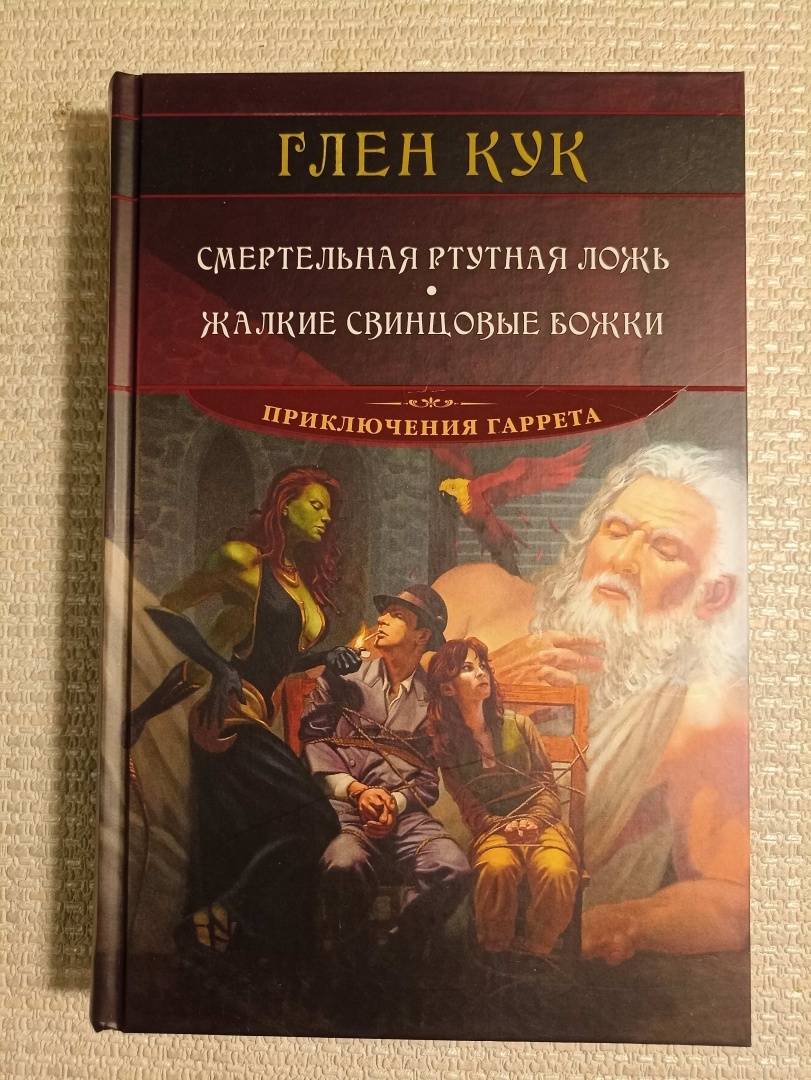 ГЛЕН КУК
СМЕРТЕЛЬНАЯ РТУТНАЯ ЛОЖЬ
•
ЖАЛКИЕ СВИНЦОВЫЕ БОЖКИ
ПРИКЛЮЧЕНИЯ ГАРРЕТА